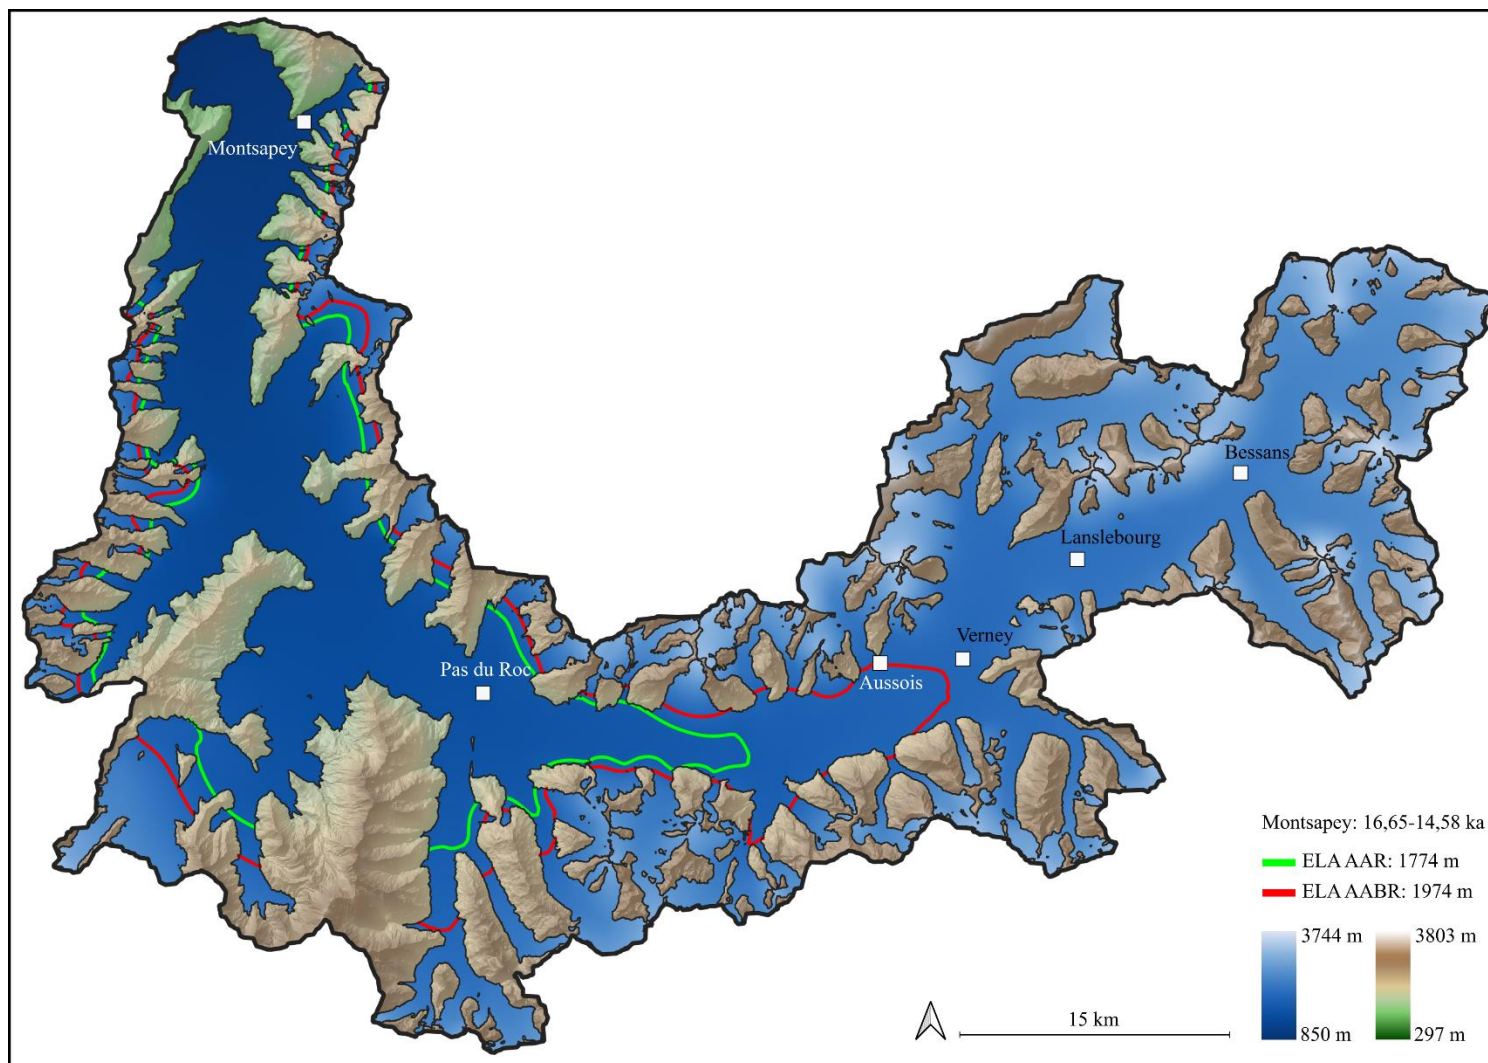 Montsapey
Bessans
Lanslebourg
Verney
Pas du Roc
Aussois
Montsapey: 16,65-14,58 ka
ELA AAR: 1774 m
ELA AABR: 1974 m
3744 m
3803 m
850 m
297 m
15 km